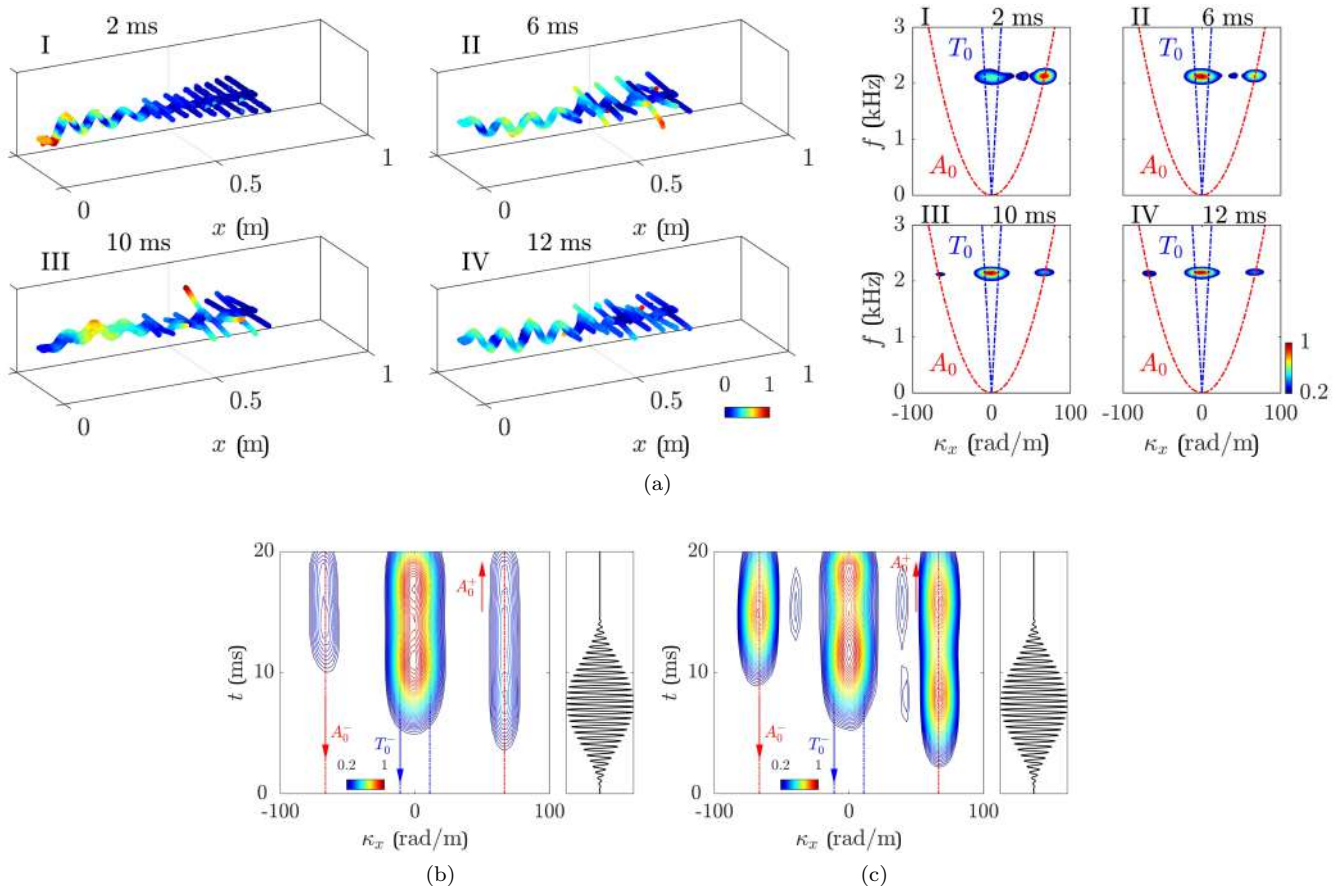 I 2 ms
0 0.5 1
x (m)
II 6 ms
0 0.5 1
x (m)
III 10 ms
0 0.5 1
x (m)
IV 12 ms
0 0.5 1
x (m)
0 1
I 2 ms
3
2
1
0
f (kHz)
T₀
A₀
II 6 ms
T₀
A₀
III 10 ms
3
2
1
0
f (kHz)
T₀
A₀
-100 0 100
κₓ (rad/m)
IV 12 ms
T₀
A₀
1
0.2
-100 0 100
κₓ (rad/m)
(a)
20
10
0
t (ms)
A₀⁺
A₀⁻
T₀⁻
0.2 1
-100 0 100
κₓ (rad/m)
(b)
20
10
0
t (ms)
A₀⁺
A₀⁻
T₀⁻
0.2 1
-100 0 100
κₓ (rad/m)
(c)